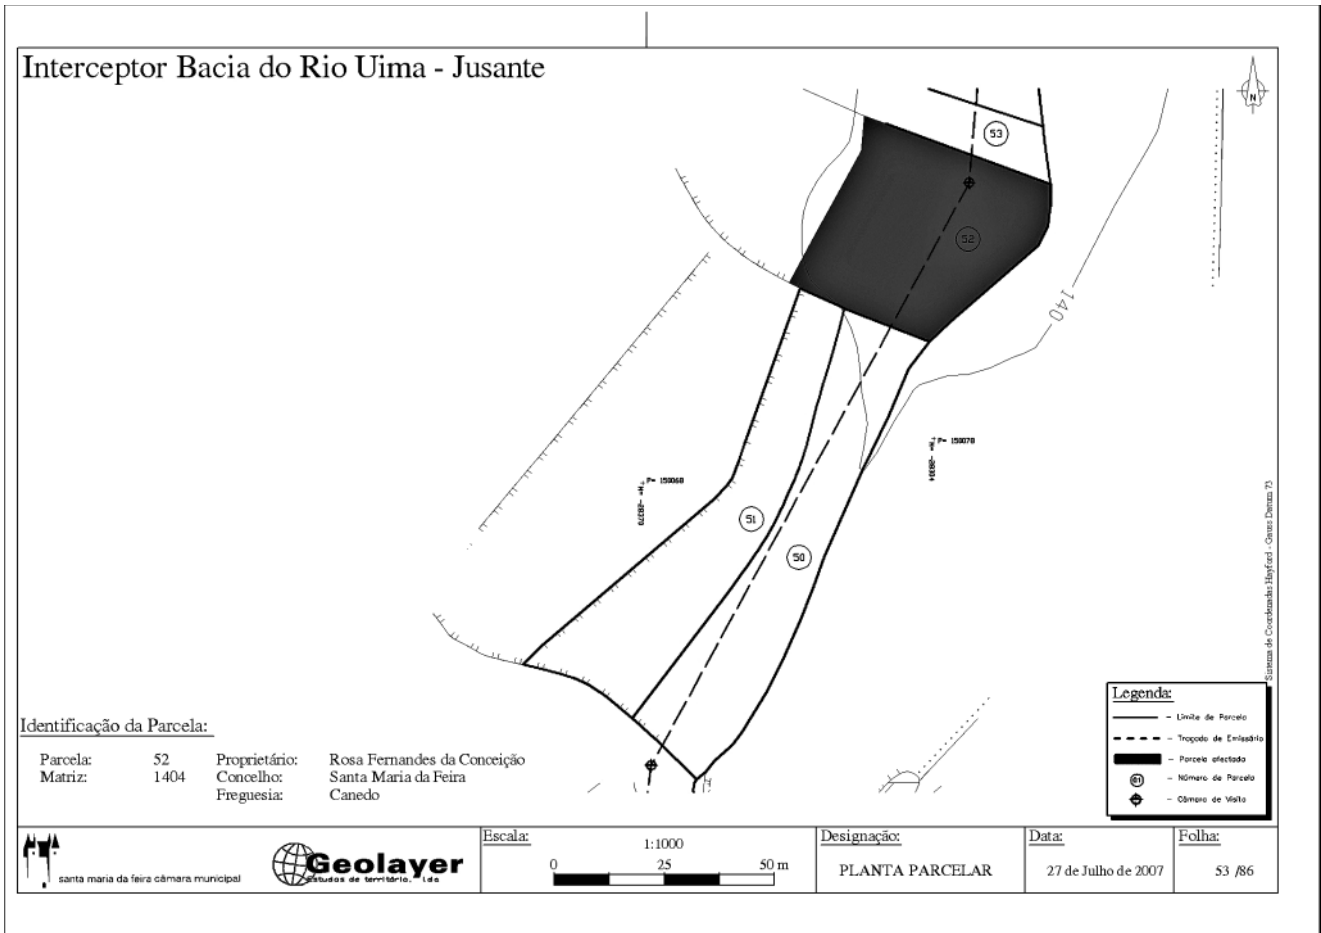 Interceptor Bacia do Rio Uima - Jusante
N
53
52
140
P= 150070
P= 150060
M= -28370
51
50
Sistema de Coordenadas Hayford - Gauss Datum 73
Legenda:
- Limite de Parcela
- Traçado de Emissário
- Parcela afectada
01 - Número de Parcela
- Câmara de Visita
Identificação da Parcela:
Parcela: 52 Proprietário: Rosa Fernandes da Conceição
Matriz: 1404 Concelho: Santa Maria da Feira
Freguesia: Canedo
santa maria da feira câmara municipal
Geolayer
Estudos de território, lda
Escala:
1:1000
0 25 50 m
Designação:
PLANTA PARCELAR
Data:
27 de Julho de 2007
Folha:
53 /86